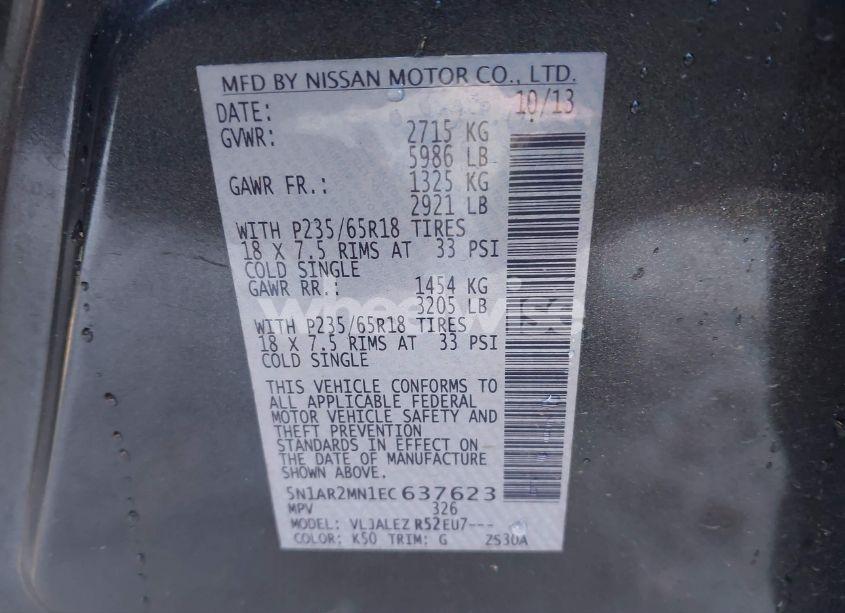 MFD BY NISSAN MOTOR CO., LTD.
DATE: 10/13
GVWR: 2715 KG
5986 LB
GAWR FR.: 1325 KG
2921 LB
WITH P235/65R18 TIRES
18 X 7.5 RIMS AT 33 PSI
COLD SINGLE
GAWR RR.: 1454 KG
3205 LB
WITH P235/65R18 TIRES
18 X 7.5 RIMS AT 33 PSI
COLD SINGLE
THIS VEHICLE CONFORMS TO
ALL APPLICABLE FEDERAL
MOTOR VEHICLE SAFETY AND
THEFT PREVENTION
STANDARDS IN EFFECT ON
THE DATE OF MANUFACTURE
SHOWN ABOVE.
5N1AR2MN1EC637623
MPV 326
MODEL: VLJALEZ R52EU7---
COLOR: K50 TRIM: G ZS30A
wheelwise